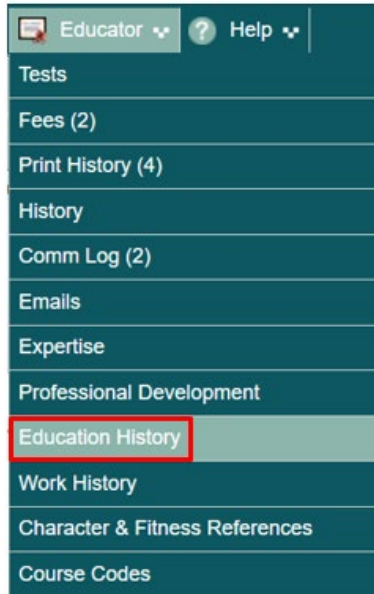 Educator Help
Tests
Fees (2)
Print History (4)
History
Comm Log (2)
Emails
Expertise
Professional Development
Education History
Work History
Character & Fitness References
Course Codes